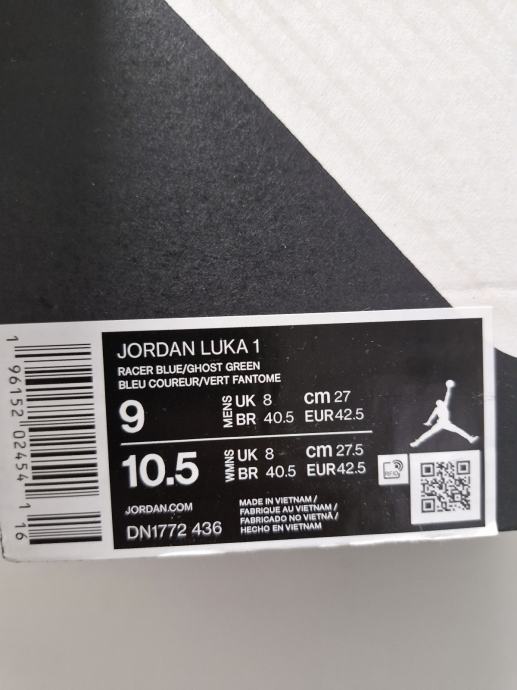 JORDAN LUKA 1
RACER BLUE/GHOST GREEN
BLEU COUREUR/VERT FANTOME
9 MENS UK 8 cm 27
BR 40.5 EUR 42.5
10.5 WMNS UK 8 cm 27.5
BR 40.5 EUR 42.5
RFID
JORDAN.COM
DN1772 436
MADE IN VIETNAM /
FABRIQUE AU VIETNAM /
FABRICADO NO VIETNÃ /
HECHO EN VIETNAM
1 96152 02454 1 16